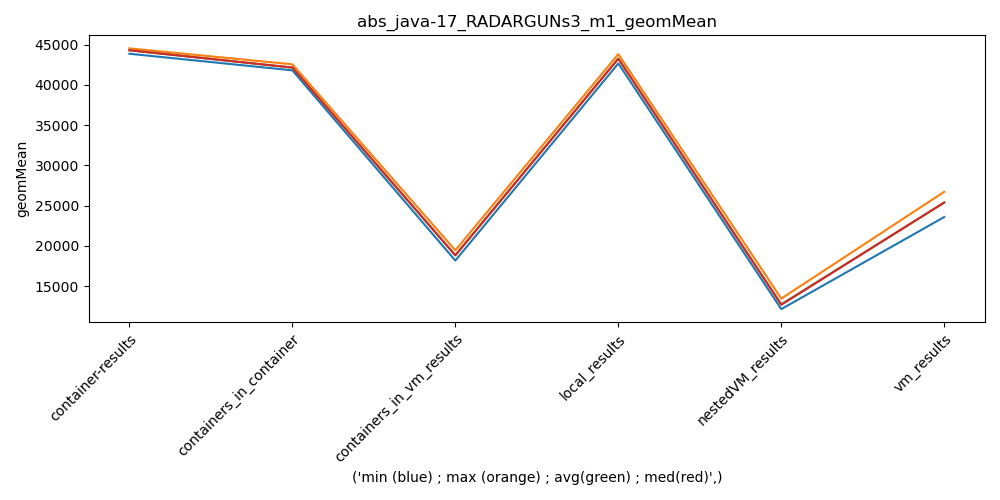 abs_java-17_RADARGUNs3_m1_geomMean
geomMean
45000
40000
35000
30000
25000
20000
15000
container-results
containers_in_container
containers_in_vm_results
local_results
nestedVM_results
vm_results
('min (blue) ; max (orange) ; avg(green) ; med(red)',)